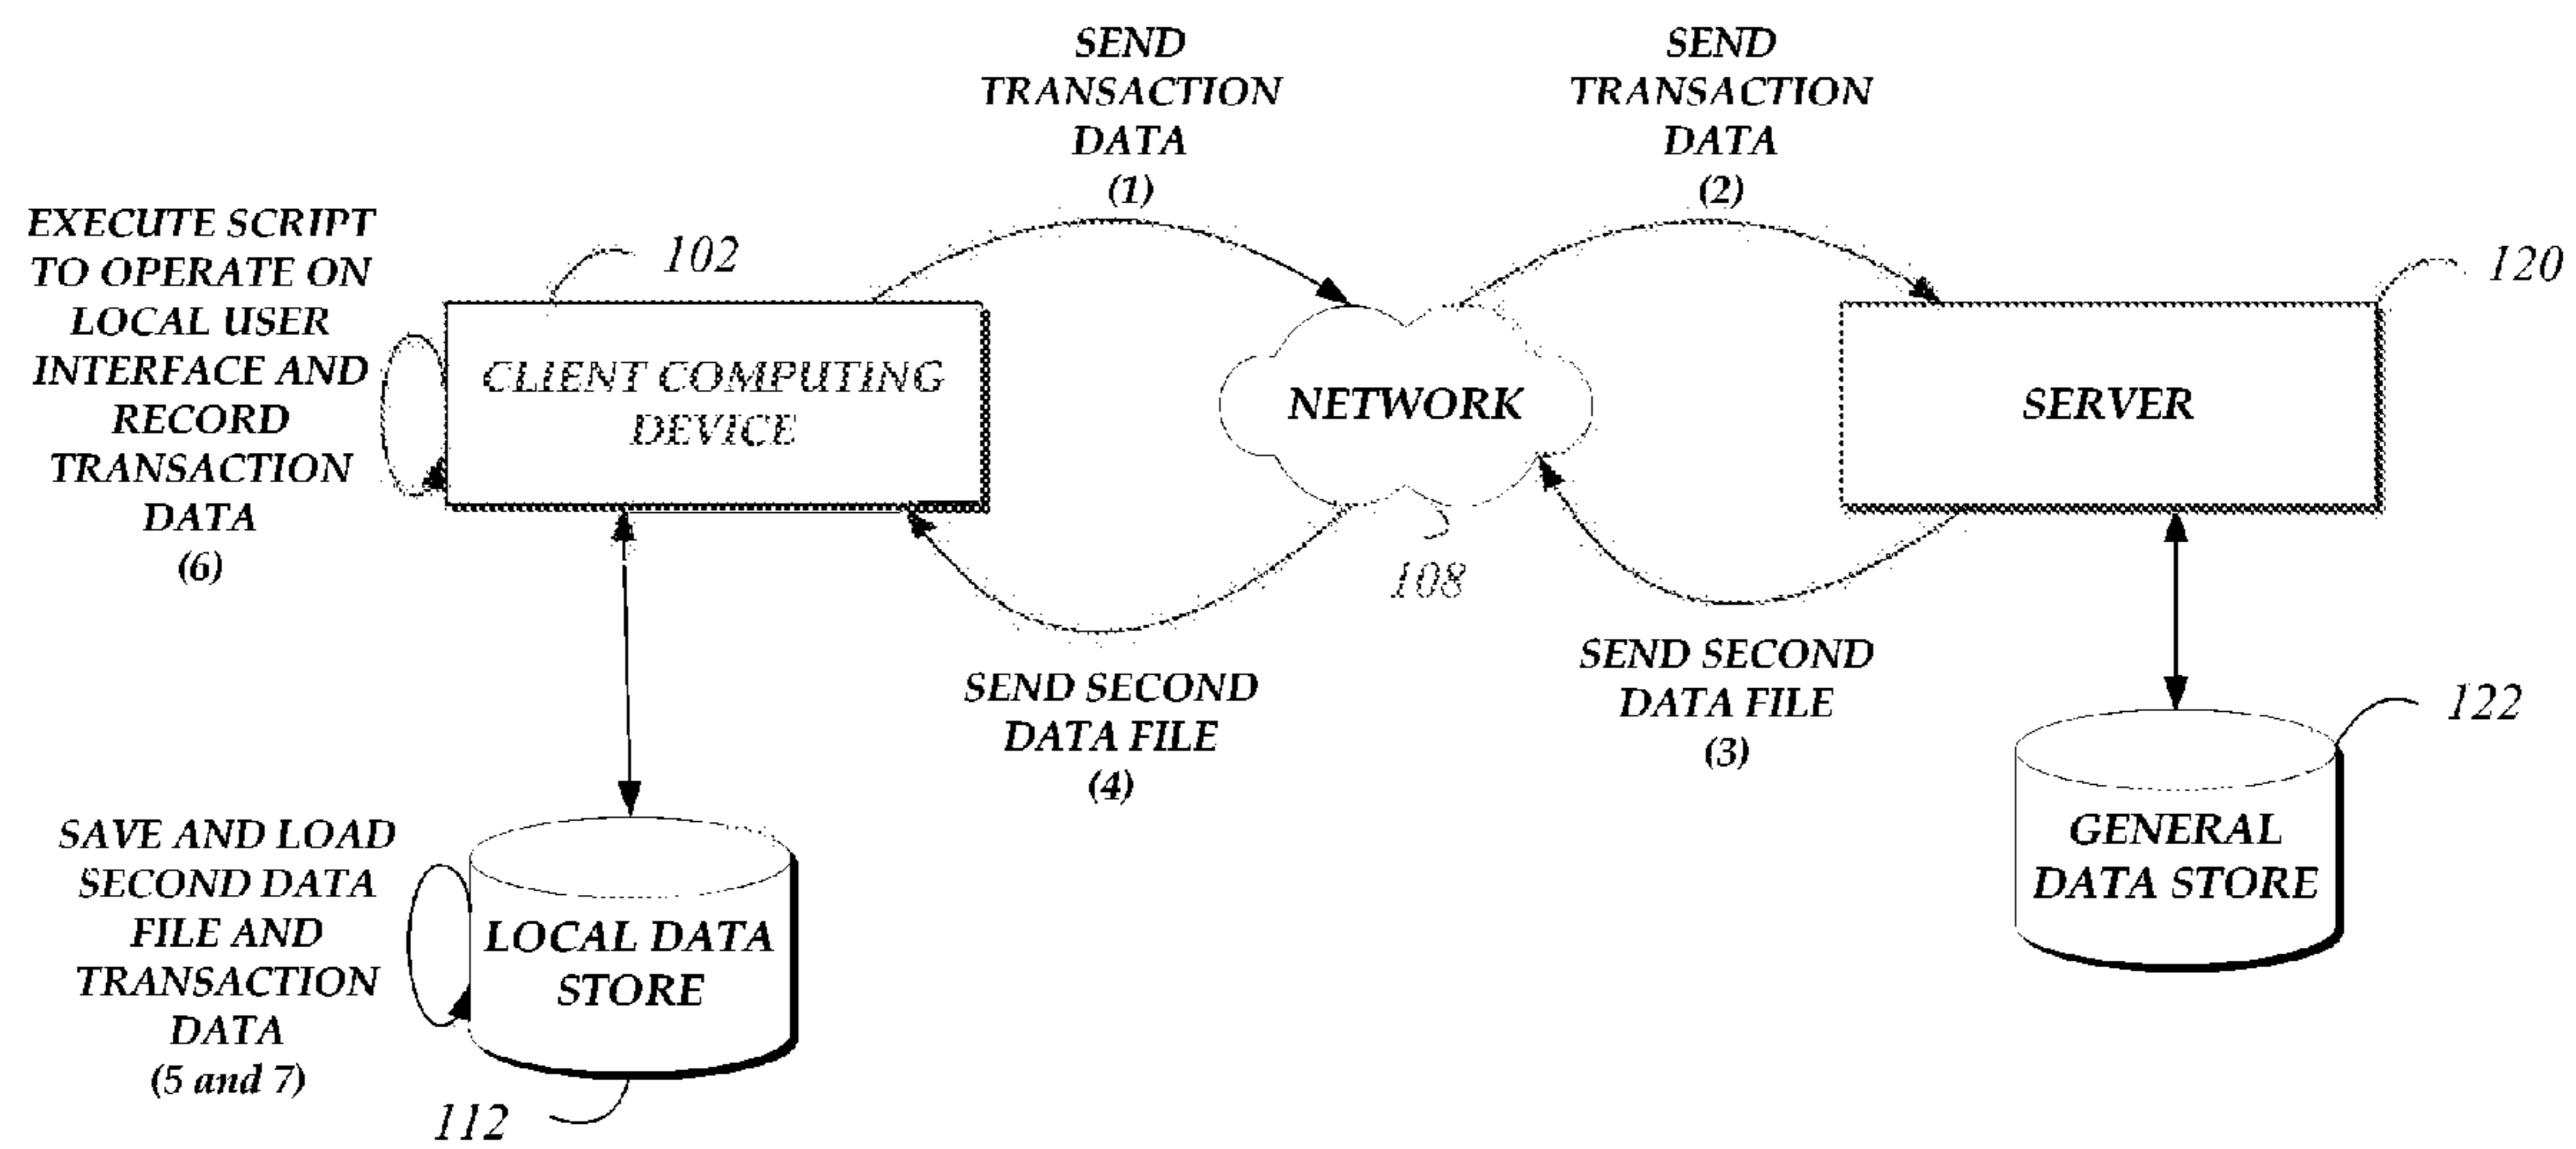 SEND
TRANSACTION
DATA
(1)
SEND
TRANSACTION
DATA
(2)
EXECUTE SCRIPT
TO OPERATE ON
LOCAL USER
INTERFACE AND
RECORD
TRANSACTION
DATA
(6)
102
120
CLIENT COMPUTING
DEVICE
NETWORK
SERVER
108
SEND SECOND
DATA FILE
(4)
SEND SECOND
DATA FILE
(3)
122
SAVE AND LOAD
SECOND DATA
FILE AND
TRANSACTION
DATA
(5 and 7)
LOCAL DATA
STORE
GENERAL
DATA STORE
112